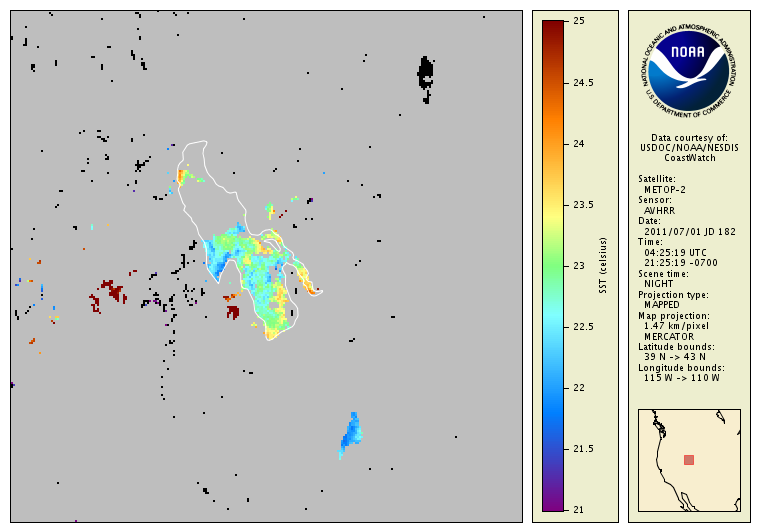 25
24.5
24
23.5
23
22.5
22
21.5
21
SST (celsius)
NATIONAL OCEANIC AND ATMOSPHERIC ADMINISTRATION
NOAA
U.S. DEPARTMENT OF COMMERCE
Data courtesy of:
USDOC/NOAA/NESDIS
CoastWatch
Satellite:
METOP-2
Sensor:
AVHRR
Date:
2011/07/01 JD 182
Time:
04:25:19 UTC
21:25:19 -0700
Scene time:
NIGHT
Projection type:
MAPPED
Map projection:
1.47 km/pixel
MERCATOR
Latitude bounds:
39 N -> 43 N
Longitude bounds:
115 W -> 110 W